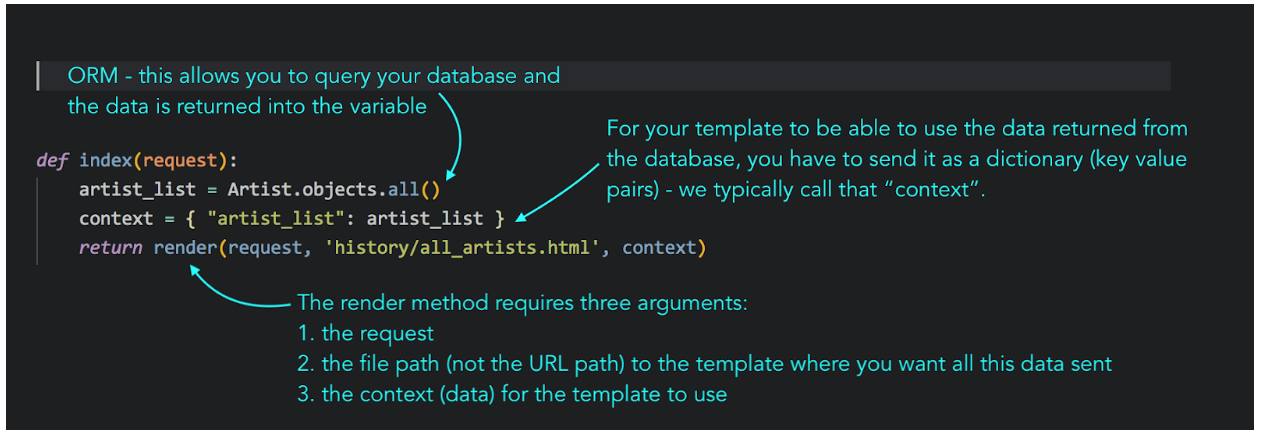 ORM - this allows you to query your database and
the data is returned into the variable
For your template to be able to use the data returned from
the database, you have to send it as a dictionary (key value
pairs) - we typically call that “context”.
def index(request):
    artist_list = Artist.objects.all()
    context = { "artist_list": artist_list }
    return render(request, 'history/all_artists.html', context)
The render method requires three arguments:
1. the request
2. the file path (not the URL path) to the template where you want all this data sent
3. the context (data) for the template to use